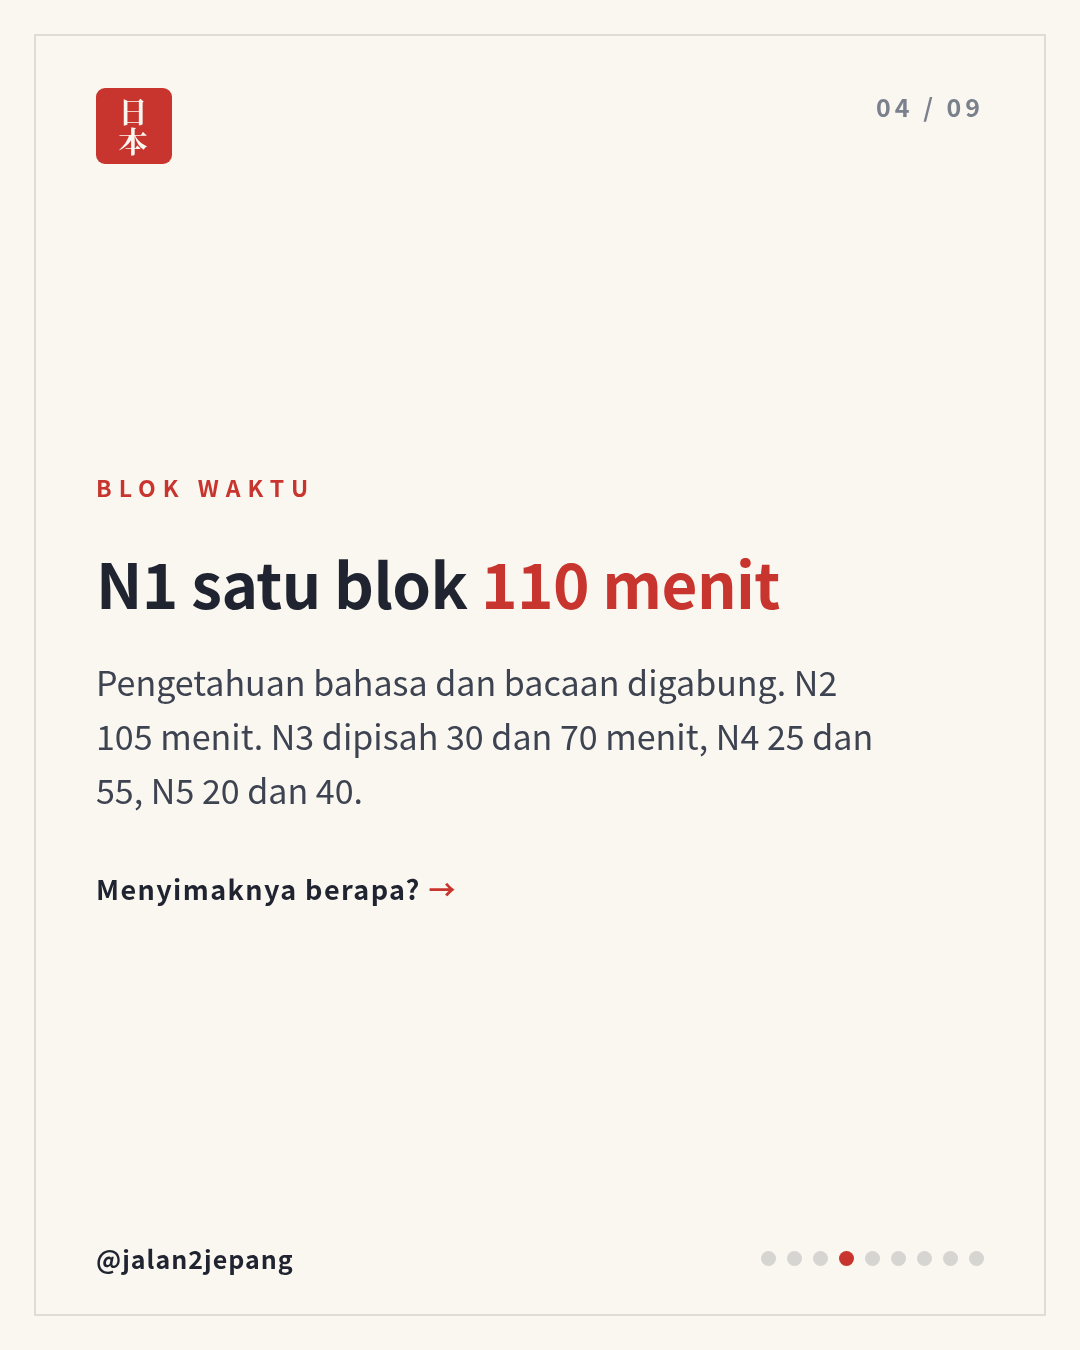 日本
04 / 09
BLOK WAKTU
N1 satu blok 110 menit
Pengetahuan bahasa dan bacaan digabung. N2
105 menit. N3 dipisah 30 dan 70 menit, N4 25 dan
55, N5 20 dan 40.
Menyimaknya berapa? →
@jalan2jepang